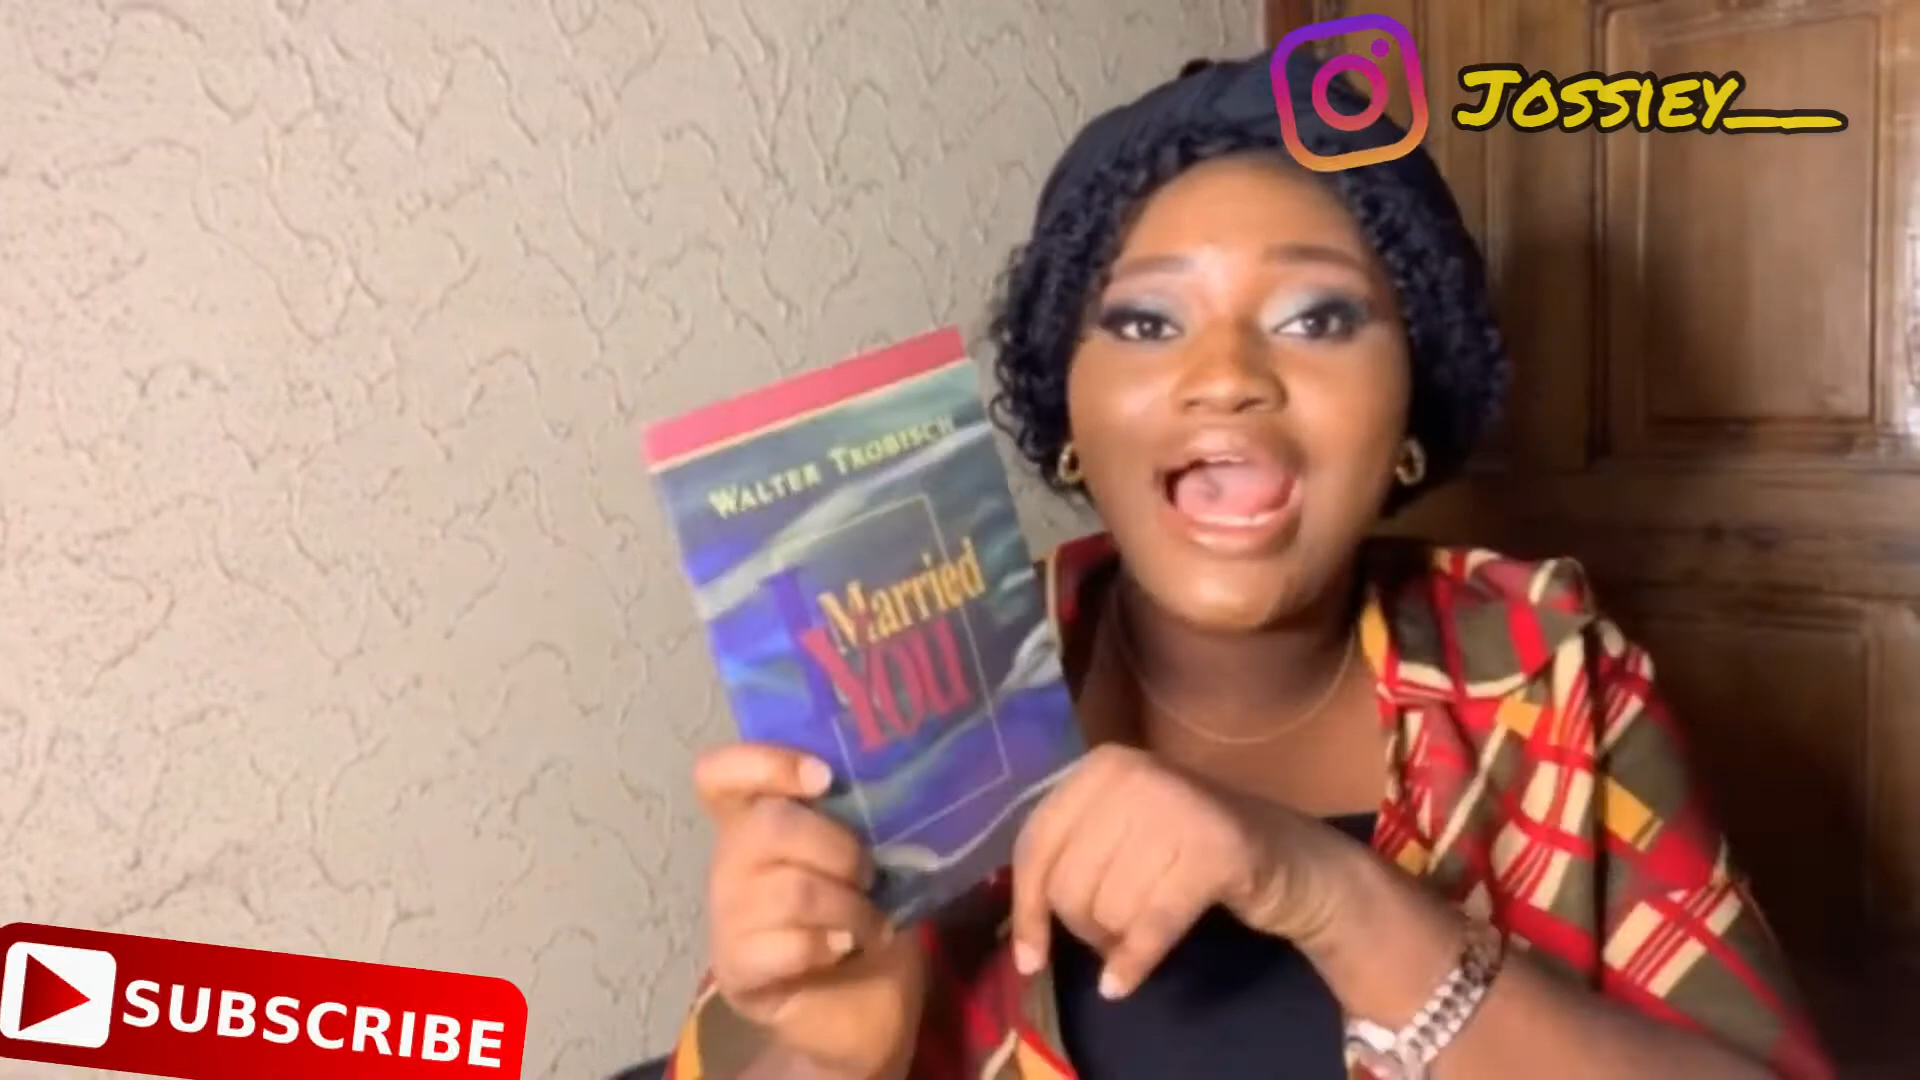 Jossiey__
WALTER TROBISCH
I
Married
YOU
SUBSCRIBE